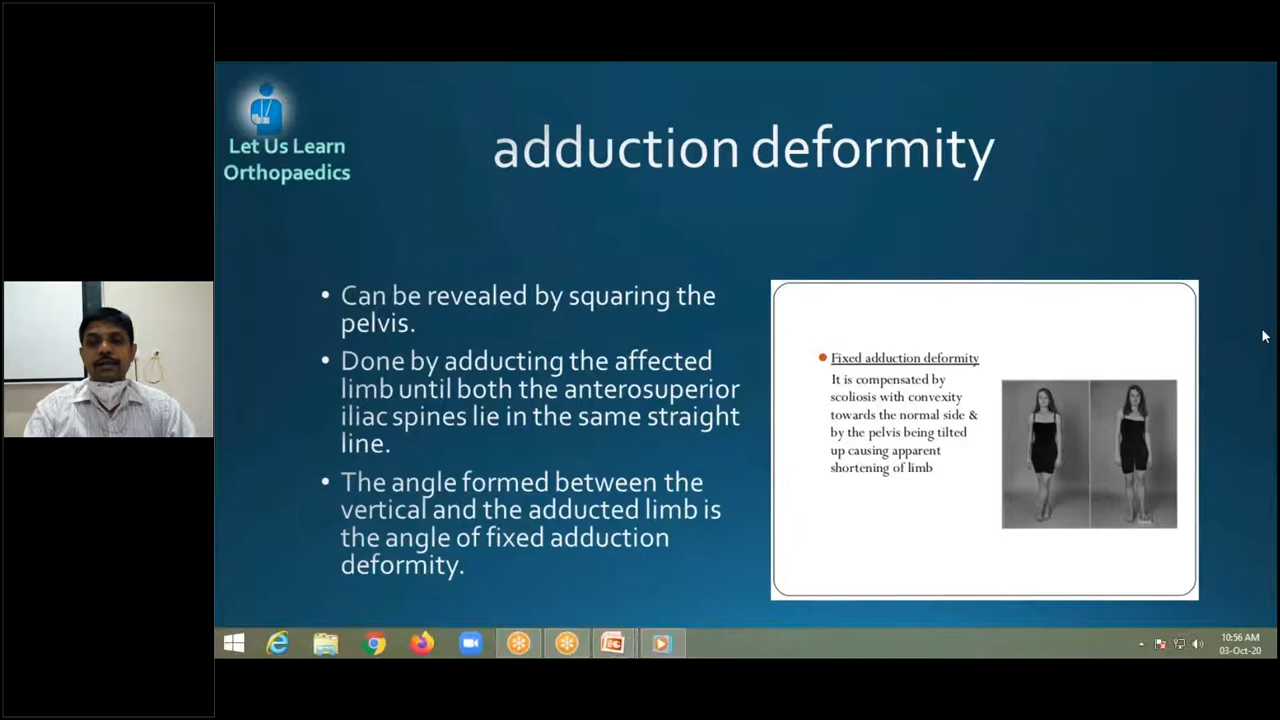 Let Us Learn
Orthopaedics
adduction deformity
• Can be revealed by squaring the
pelvis.
• Done by adducting the affected
limb until both the anterosuperior
iliac spines lie in the same straight
line.
• The angle formed between the
vertical and the adducted limb is
the angle of fixed adduction
deformity.
Fixed adduction deformity
It is compensated by
scoliosis with convexity
towards the normal side &
by the pelvis being tilted
up causing apparent
shortening of limb
10:56 AM
03-Oct-20